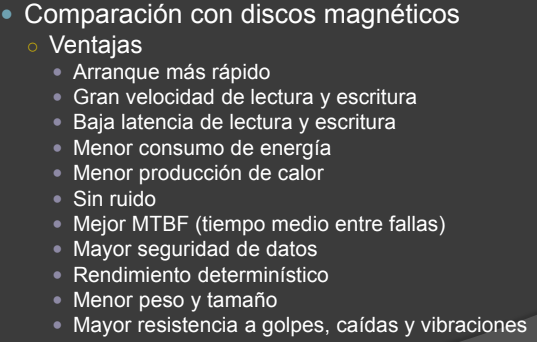 Comparación con discos magnéticos
Ventajas
Arranque más rápido
Gran velocidad de lectura y escritura
Baja latencia de lectura y escritura
Menor consumo de energía
Menor producción de calor
Sin ruido
Mejor MTBF (tiempo medio entre fallas)
Mayor seguridad de datos
Rendimiento determinístico
Menor peso y tamaño
Mayor resistencia a golpes, caídas y vibraciones